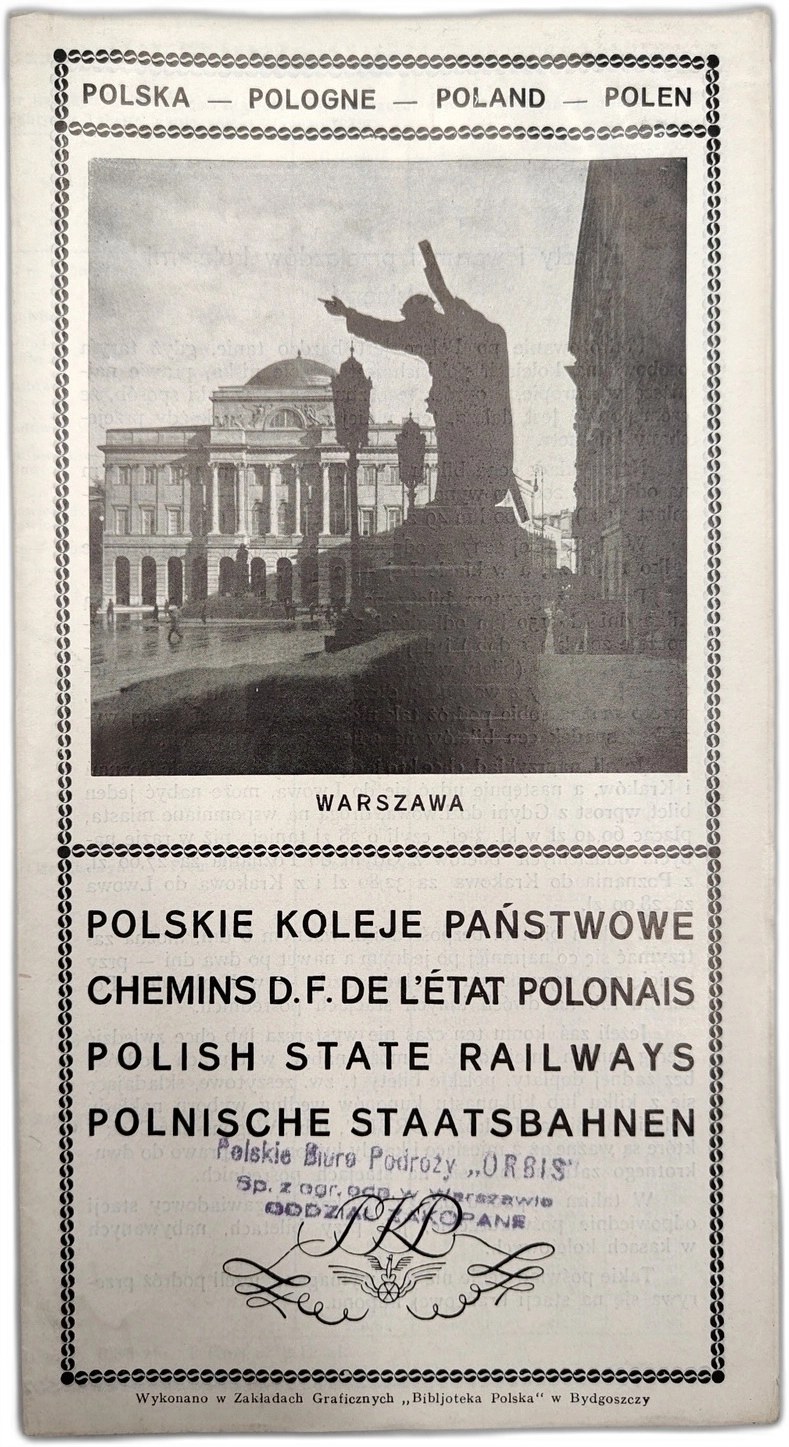 POLSKA — POLOGNE — POLAND — POLEN
WARSZAWA
POLSKIE KOLEJE PAŃSTWOWE
CHEMINS D.F. DE L'ÉTAT POLONAIS
POLISH STATE RAILWAYS
POLNISCHE STAATSBAHNEN
Polskie Biuro Podróży „ORBIS"
Sp. z ogr. odp. w Warszawie
ODDZIAŁ ZAKOPANE
PKP
Wykonano w Zakładach Graficznych „Bibljoteka Polska" w Bydgoszczy